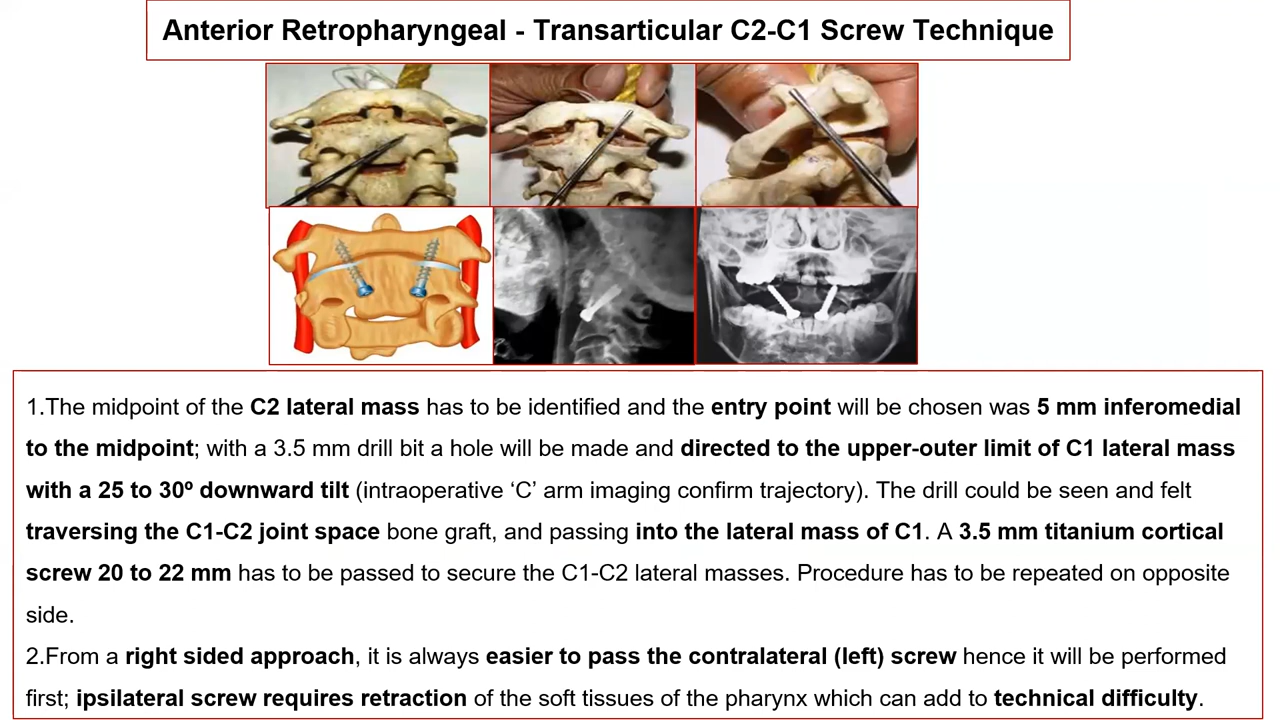 Anterior Retropharyngeal - Transarticular C2-C1 Screw Technique
1.The midpoint of the C2 lateral mass has to be identified and the entry point will be chosen was 5 mm inferomedial
to the midpoint; with a 3.5 mm drill bit a hole will be made and directed to the upper-outer limit of C1 lateral mass
with a 25 to 30º downward tilt (intraoperative ‘C’ arm imaging confirm trajectory). The drill could be seen and felt
traversing the C1-C2 joint space bone graft, and passing into the lateral mass of C1. A 3.5 mm titanium cortical
screw 20 to 22 mm has to be passed to secure the C1-C2 lateral masses. Procedure has to be repeated on opposite
side.
2.From a right sided approach, it is always easier to pass the contralateral (left) screw hence it will be performed
first; ipsilateral screw requires retraction of the soft tissues of the pharynx which can add to technical difficulty.